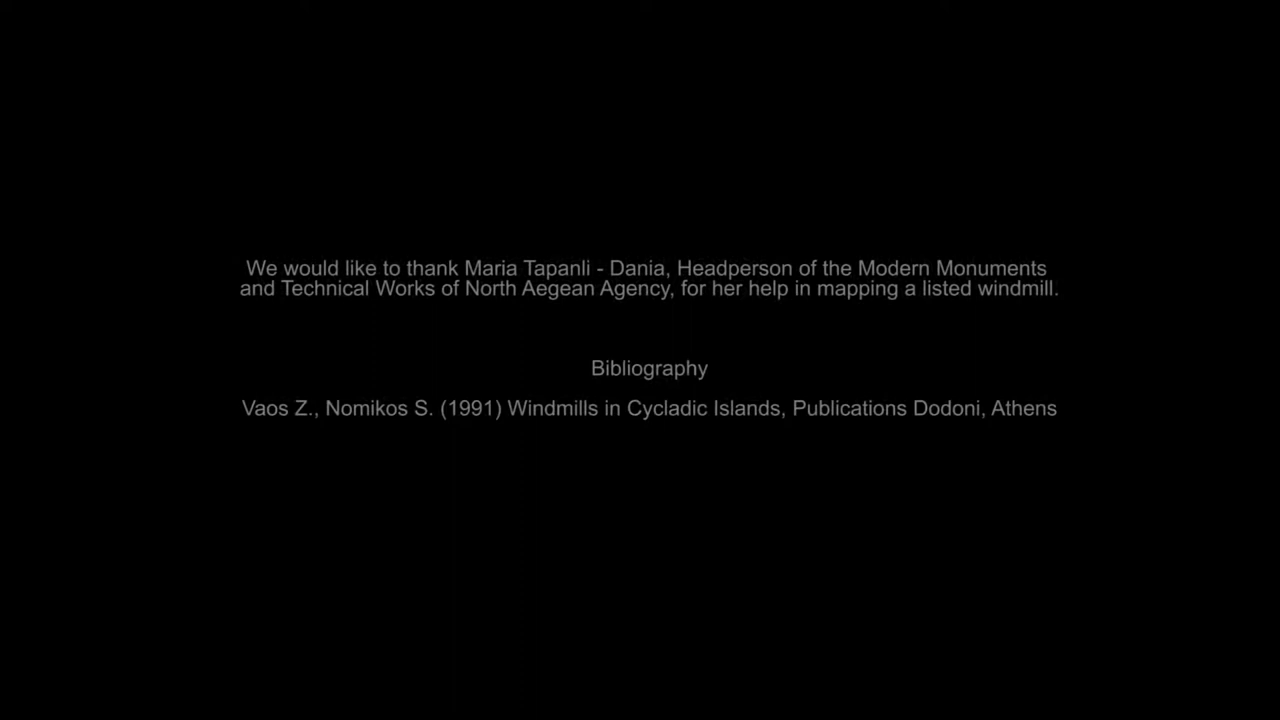 We would like to thank Maria Tapanli - Dania, Headperson of the Modern Monuments
and Technical Works of North Aegean Agency, for her help in mapping a listed windmill.
Bibliography
Vaos Z., Nomikos S. (1991) Windmills in Cycladic Islands, Publications Dodoni, Athens